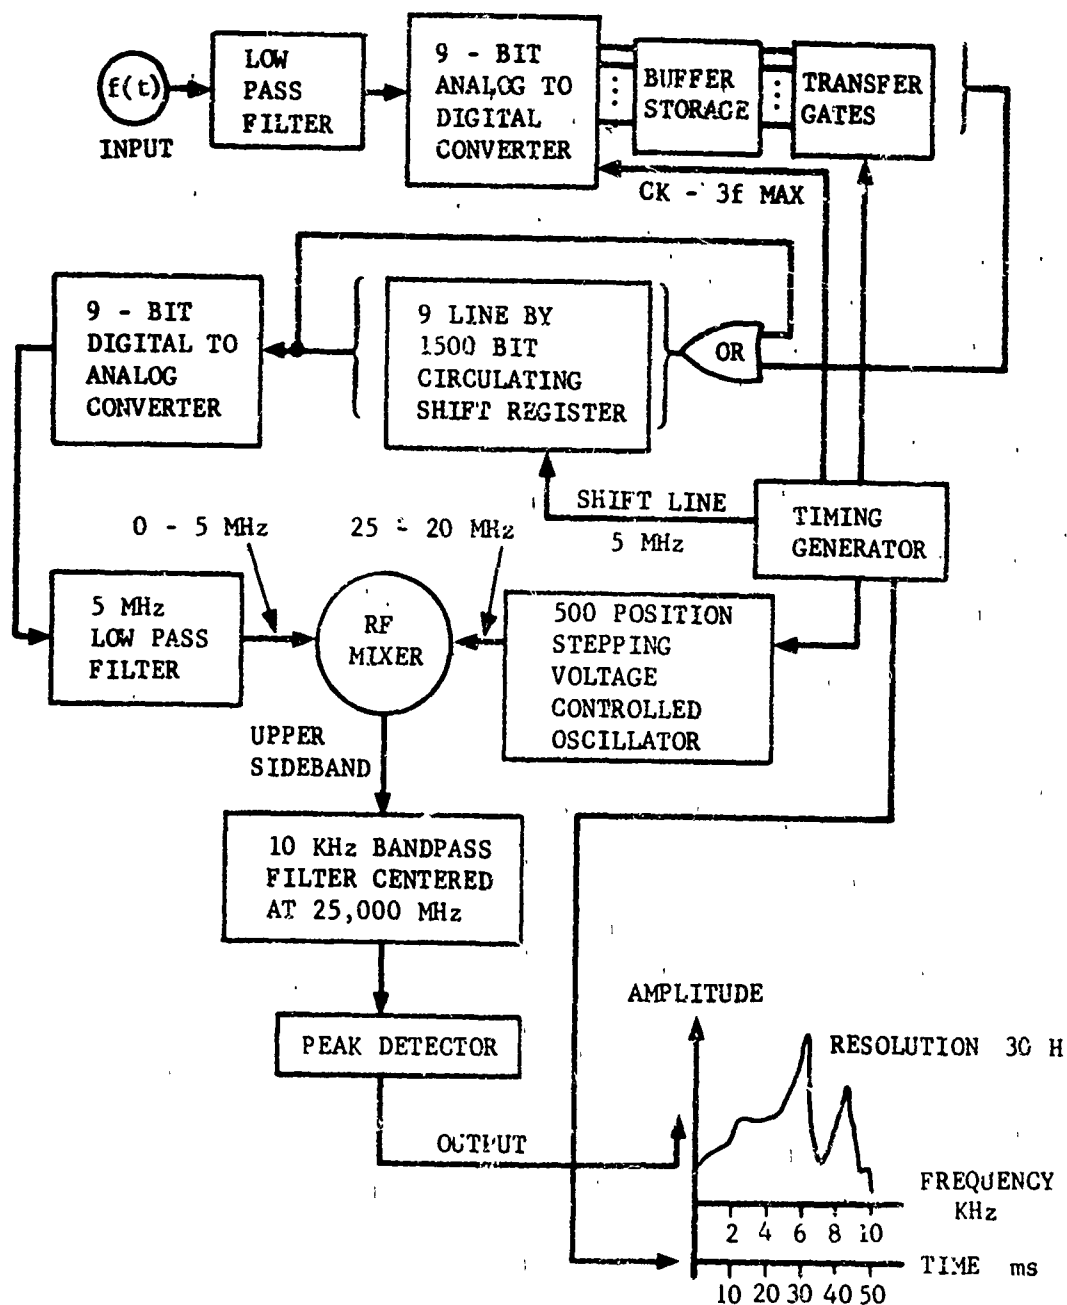 f(t)
INPUT
LOW
PASS
FILTER
9 - BIT
ANALOG TO
DIGITAL
CONVERTER
BUFFER
STORAGE
TRANSFER
GATES
CK - 3f MAX
9 - BIT
DIGITAL TO
ANALOG
CONVERTER
9 LINE BY
1500 BIT
CIRCULATING
SHIFT REGISTER
OR
SHIFT LINE
5 MHz
TIMING
GENERATOR
0 - 5 MHz
25 - 20 MHz
5 MHz
LOW PASS
FILTER
RF
MIXER
500 POSITION
STEPPING
VOLTAGE
CONTROLLED
OSCILLATOR
UPPER
SIDEBAND
10 KHz BANDPASS
FILTER CENTERED
AT 25,000 MHz
PEAK DETECTOR
OUTPUT
AMPLITUDE
RESOLUTION 30 H
FREQUENCY
KHz
2 4 6 8 10
TIME ms
10 20 30 40 50